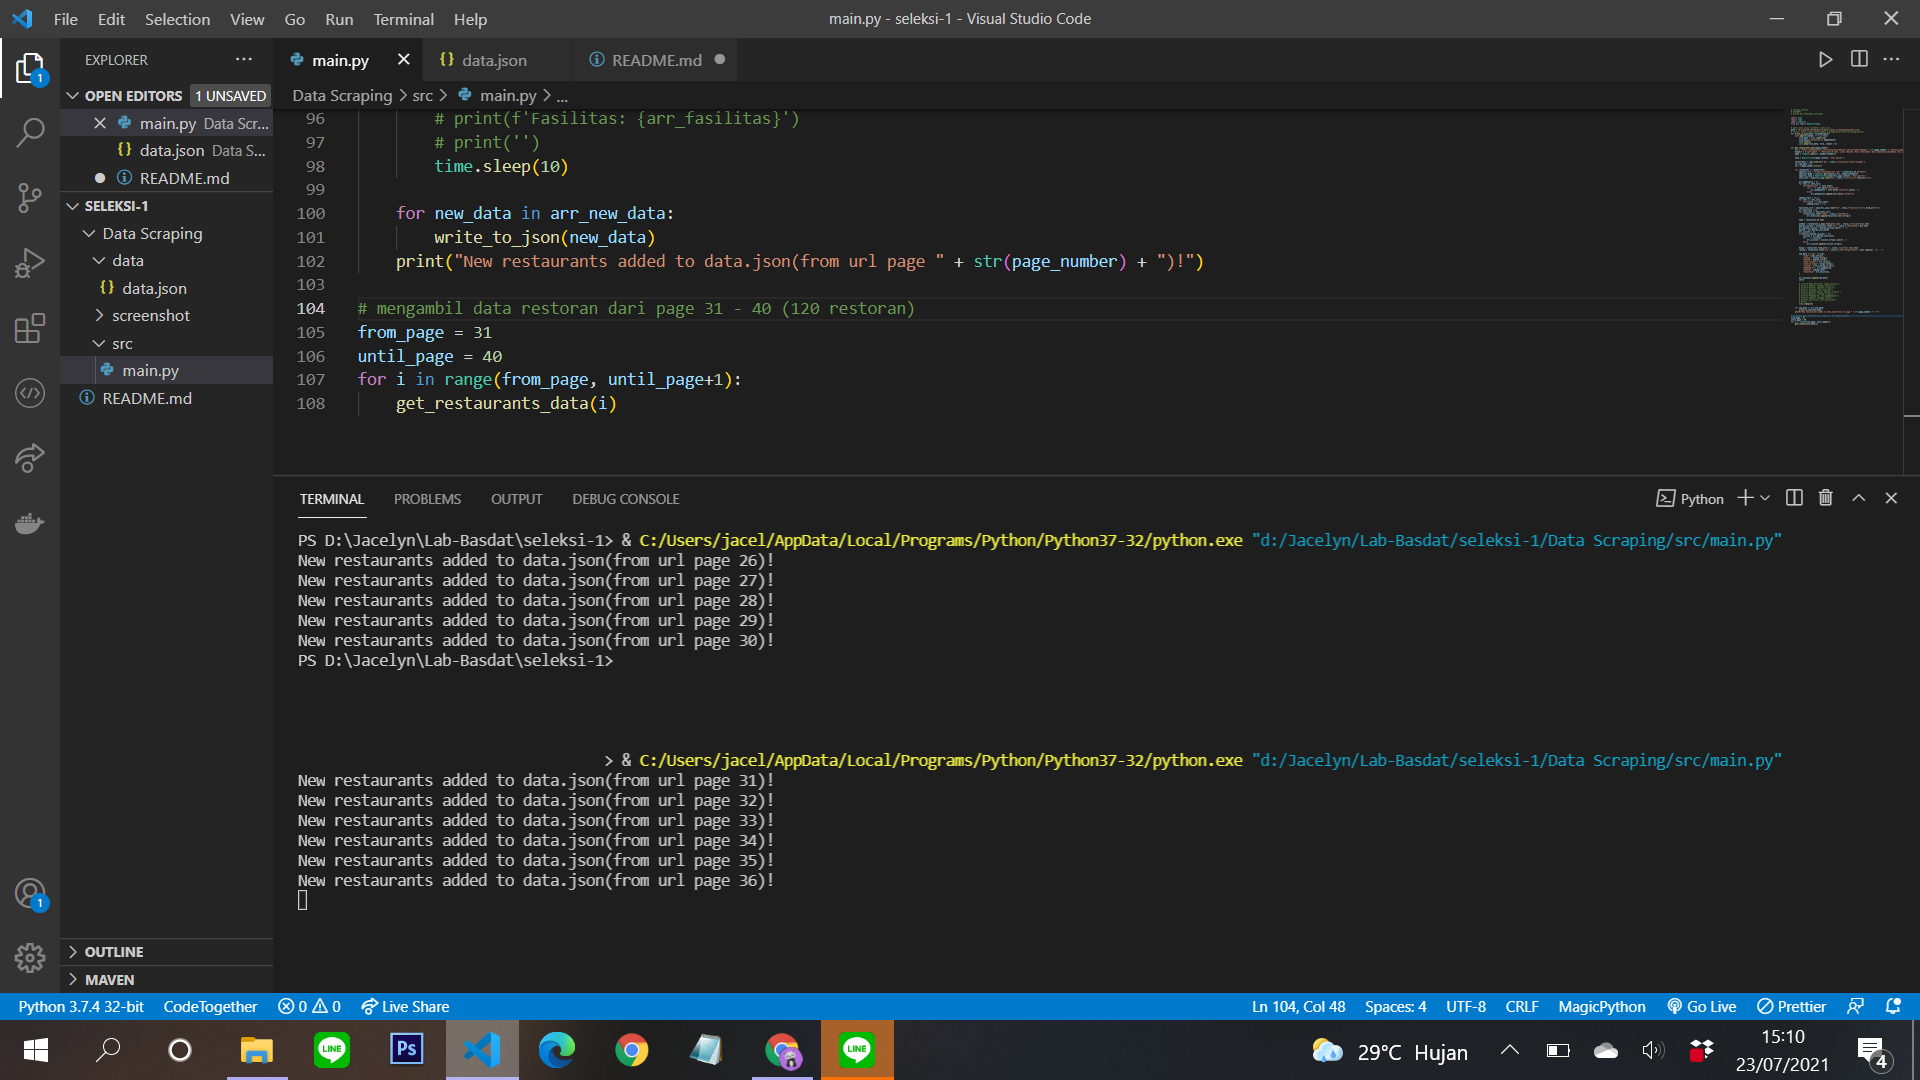 File Edit Selection View Go Run Terminal Help
main.py - seleksi-1 - Visual Studio Code
EXPLORER
OPEN EDITORS 1 UNSAVED
main.py Data Scr...
data.json Data S...
README.md
SELEKSI-1
Data Scraping
data
data.json
screenshot
src
main.py
README.md
OUTLINE
MAVEN
1
1
main.py data.json README.md
Data Scraping > src > main.py > ...
96 # print(f'Fasilitas: {arr_fasilitas}')
97 # print('')
98 time.sleep(10)
99
100 for new_data in arr_new_data:
101 write_to_json(new_data)
102 print("New restaurants added to data.json(from url page " + str(page_number) + ")!")
103
104 # mengambil data restoran dari page 31 - 40 (120 restoran)
105 from_page = 31
106 until_page = 40
107 for i in range(from_page, until_page+1):
108 get_restaurants_data(i)
TERMINAL PROBLEMS OUTPUT DEBUG CONSOLE
Python
PS D:\Jacelyn\Lab-Basdat\seleksi-1> & C:/Users/jacel/AppData/Local/Programs/Python/Python37-32/python.exe "d:/Jacelyn/Lab-Basdat/seleksi-1/Data Scraping/src/main.py"
New restaurants added to data.json(from url page 26)!
New restaurants added to data.json(from url page 27)!
New restaurants added to data.json(from url page 28)!
New restaurants added to data.json(from url page 29)!
New restaurants added to data.json(from url page 30)!
PS D:\Jacelyn\Lab-Basdat\seleksi-1>
> & C:/Users/jacel/AppData/Local/Programs/Python/Python37-32/python.exe "d:/Jacelyn/Lab-Basdat/seleksi-1/Data Scraping/src/main.py"
New restaurants added to data.json(from url page 31)!
New restaurants added to data.json(from url page 32)!
New restaurants added to data.json(from url page 33)!
New restaurants added to data.json(from url page 34)!
New restaurants added to data.json(from url page 35)!
New restaurants added to data.json(from url page 36)!
Python 3.7.4 32-bit CodeTogether 0 0 Live Share
Ln 104, Col 48 Spaces: 4 UTF-8 CRLF MagicPython Go Live Prettier
LINE Ps LINE
29°C Hujan
15:10
23/07/2021
4